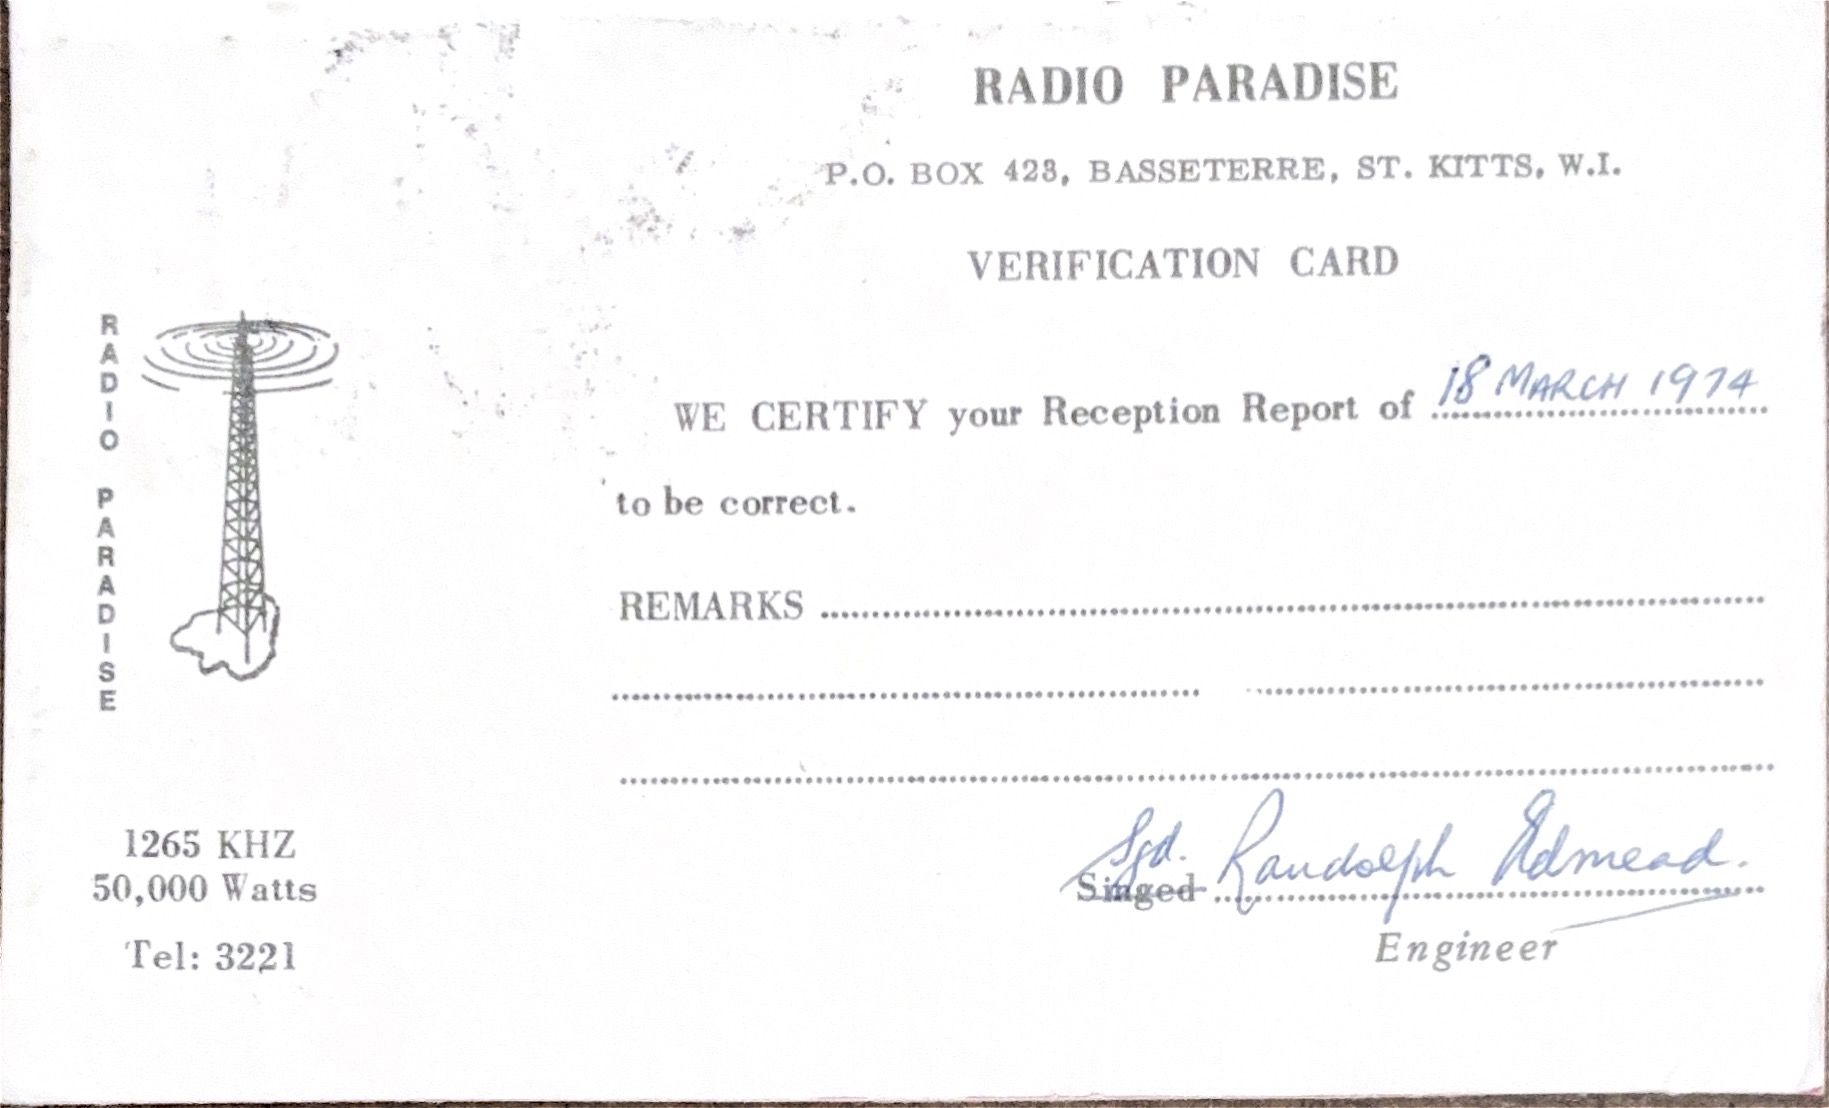 RADIO PARADISE
P.O. BOX 423, BASSETERRE, ST. KITTS, W.I.
VERIFICATION CARD
RADIO PARADISE
WE CERTIFY your Reception Report of 18 MARCH 1974
to be correct.
REMARKS
Sgd.
Singed Randolph Edmead.
Engineer
1265 KHZ
50,000 Watts
Tel: 3221